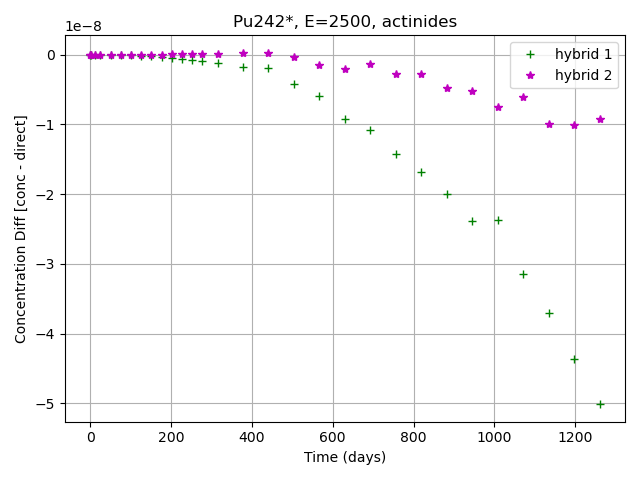 Pu242*, E=2500, actinides
1e−8
hybrid 1
hybrid 2
0
−1
−2
−3
−4
−5
Concentration Diff [conc - direct]
0 200 400 600 800 1000 1200
Time (days)